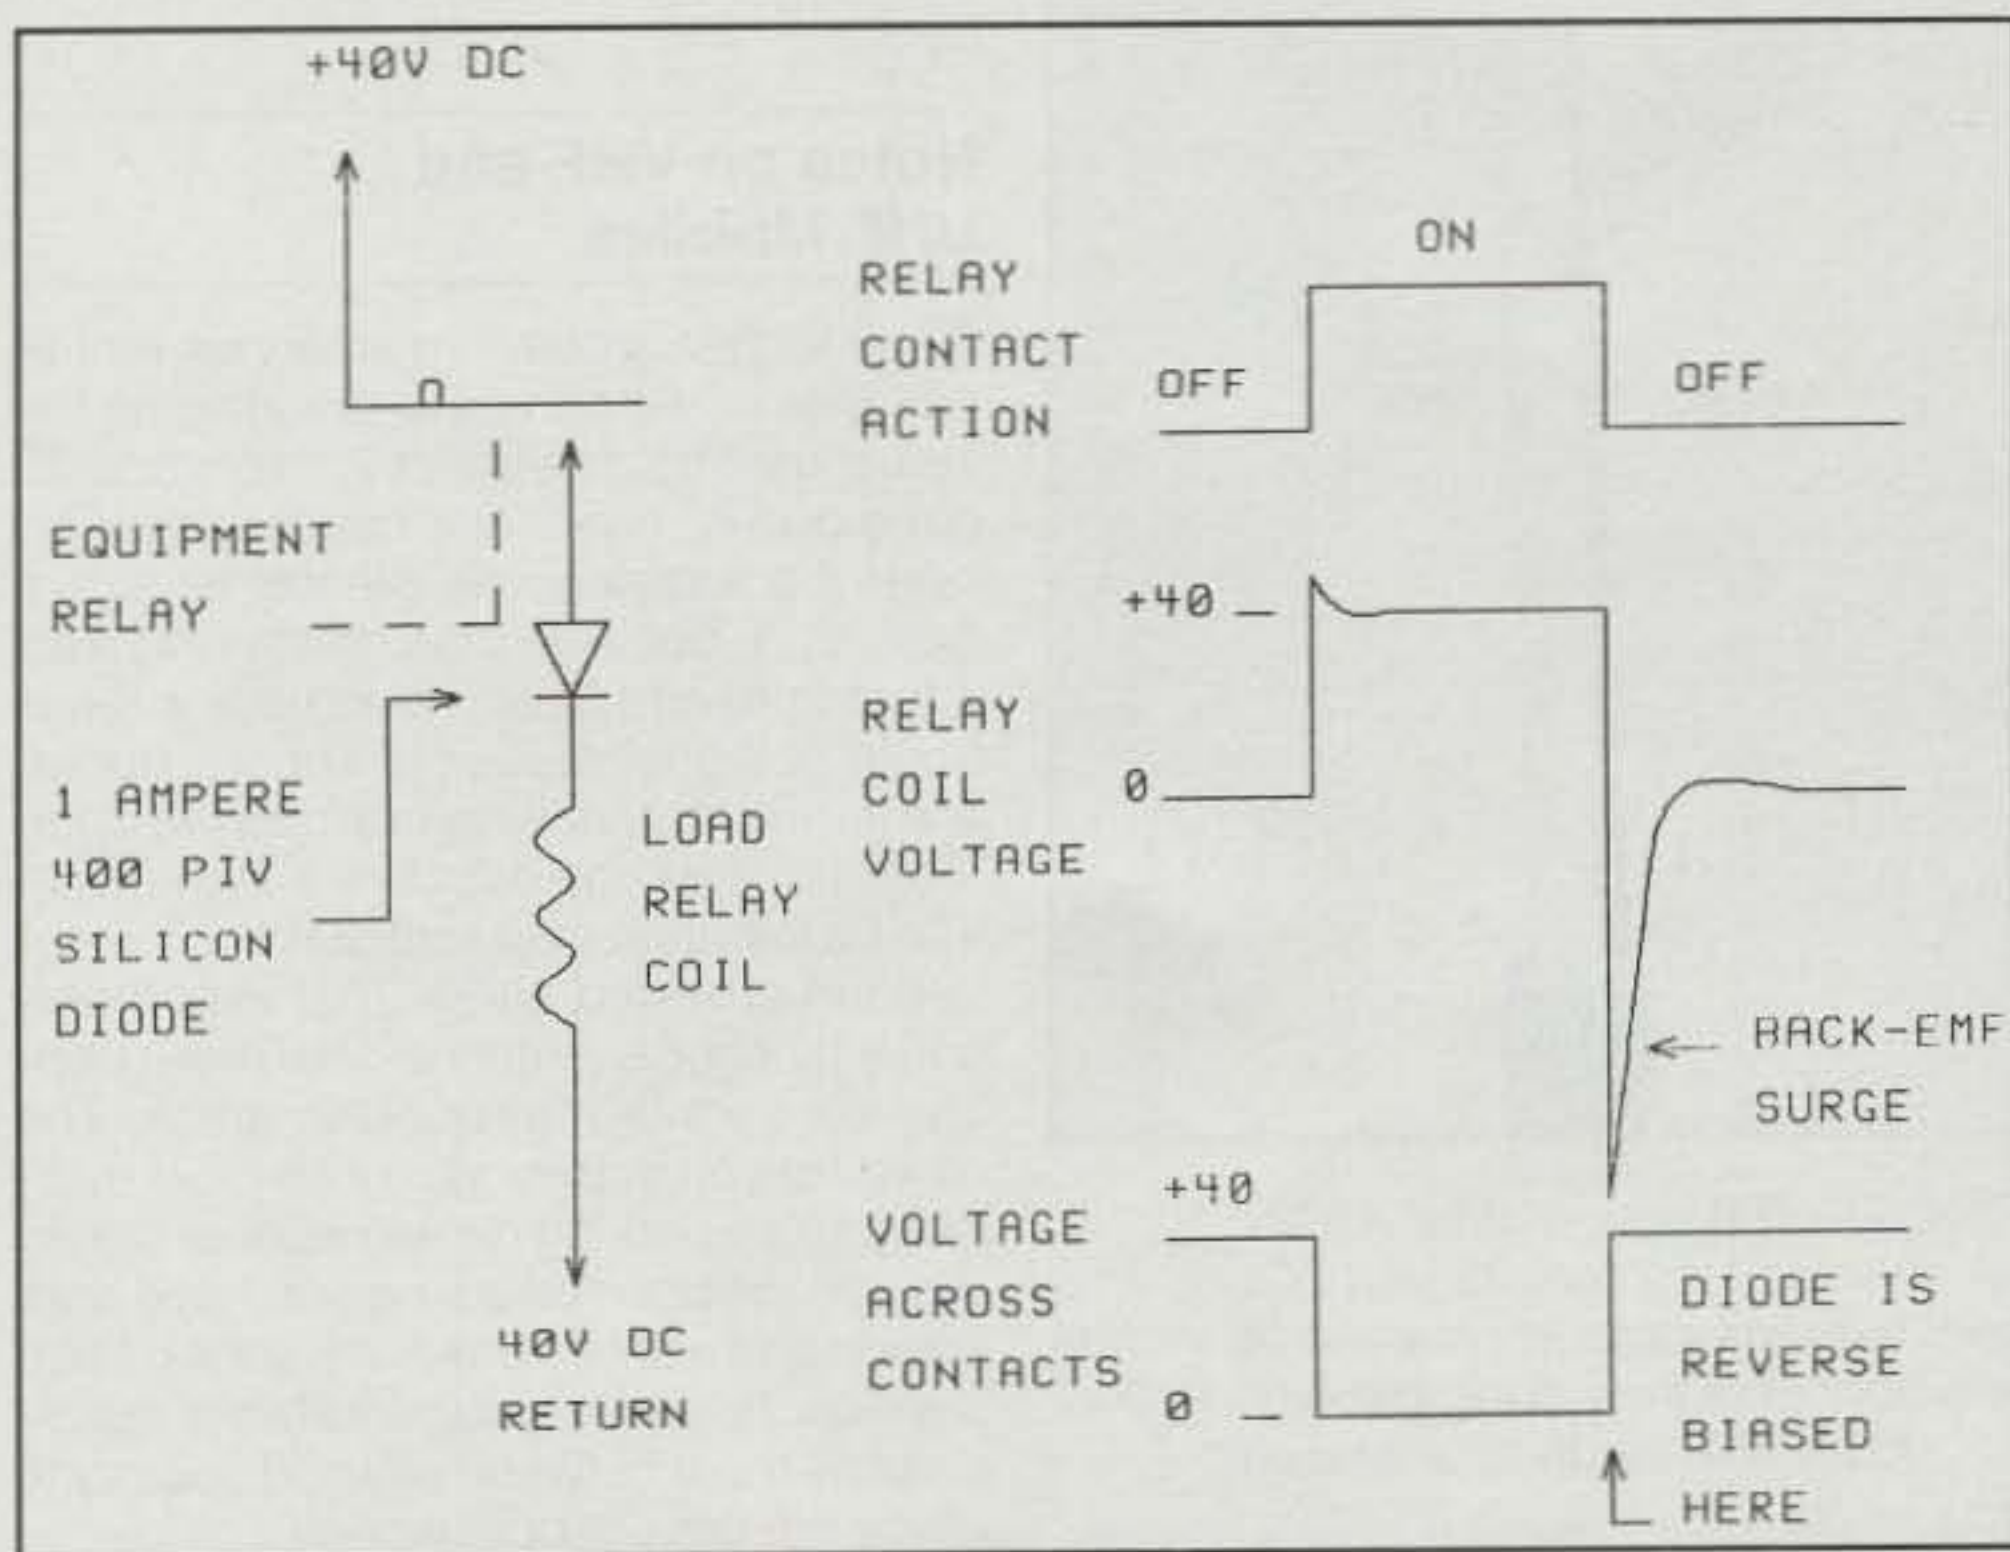 +40V DC
EQUIPMENT
RELAY
1 AMPERE
400 PIV
SILICON
DIODE
LOAD
RELAY
COIL
40V DC
RETURN
RELAY
CONTACT
ACTION
OFF
ON
OFF
RELAY
COIL
VOLTAGE
+40
0
BACK-EMF
SURGE
VOLTAGE
ACROSS
CONTACTS
+40
0
DIODE IS
REVERSE
BIASED
HERE